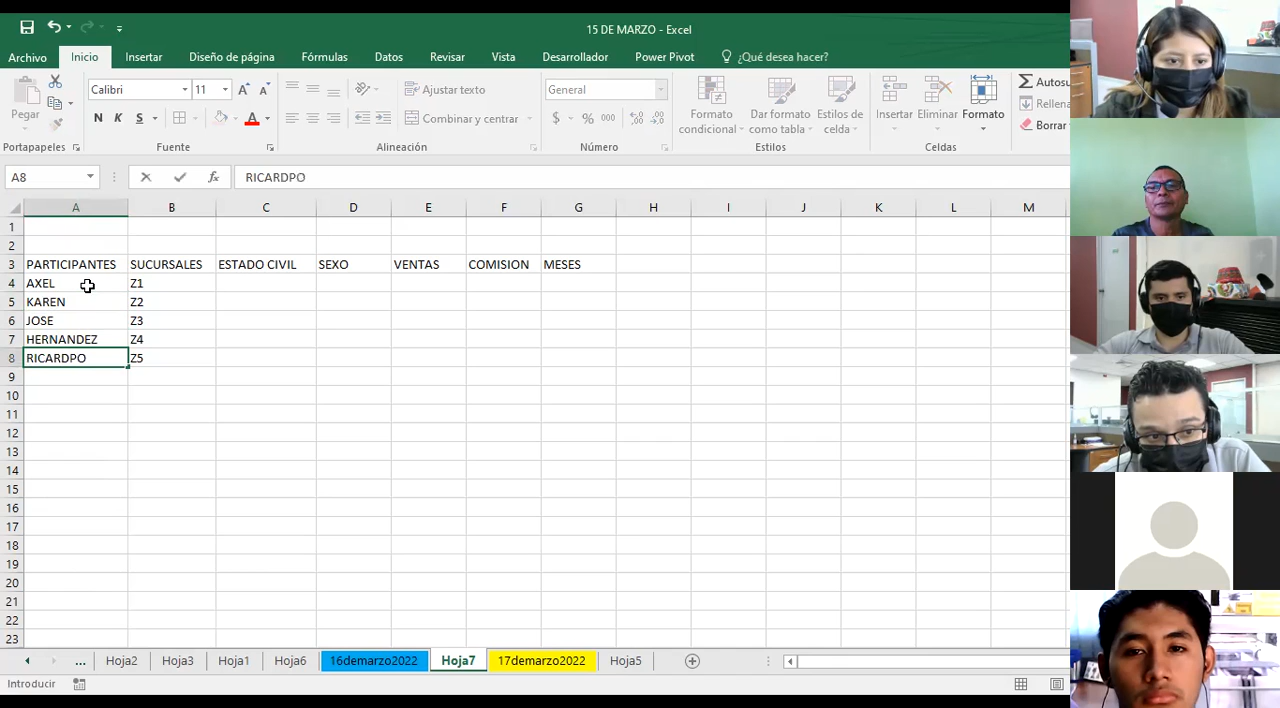 15 DE MARZO - Excel
Archivo Inicio Insertar Diseño de página Fórmulas Datos Revisar Vista Desarrollador Power Pivot ¿Qué desea hacer?
Pegar
Calibri 11
N K S
Ajustar texto
Combinar y centrar
General
$ % 000
Formato condicional
Dar formato como tabla
Estilos de celda
Insertar Eliminar Formato
Autosu
Rellena
Borrar
Portapapeles Fuente Alineación Número Estilos Celdas
A8 fx RICARDPO
A B C D E F G H I J K L M
1
2
3 PARTICIPANTES SUCURSALES ESTADO CIVIL SEXO VENTAS COMISION MESES
4 AXEL Z1
5 KAREN Z2
6 JOSE Z3
7 HERNANDEZ Z4
8 RICARDPO Z5
9
10
11
12
13
14
15
16
17
18
19
20
21
22
23
... Hoja2 Hoja3 Hoja1 Hoja6 16demarzo2022 Hoja7 17demarzo2022 Hoja5
Introducir